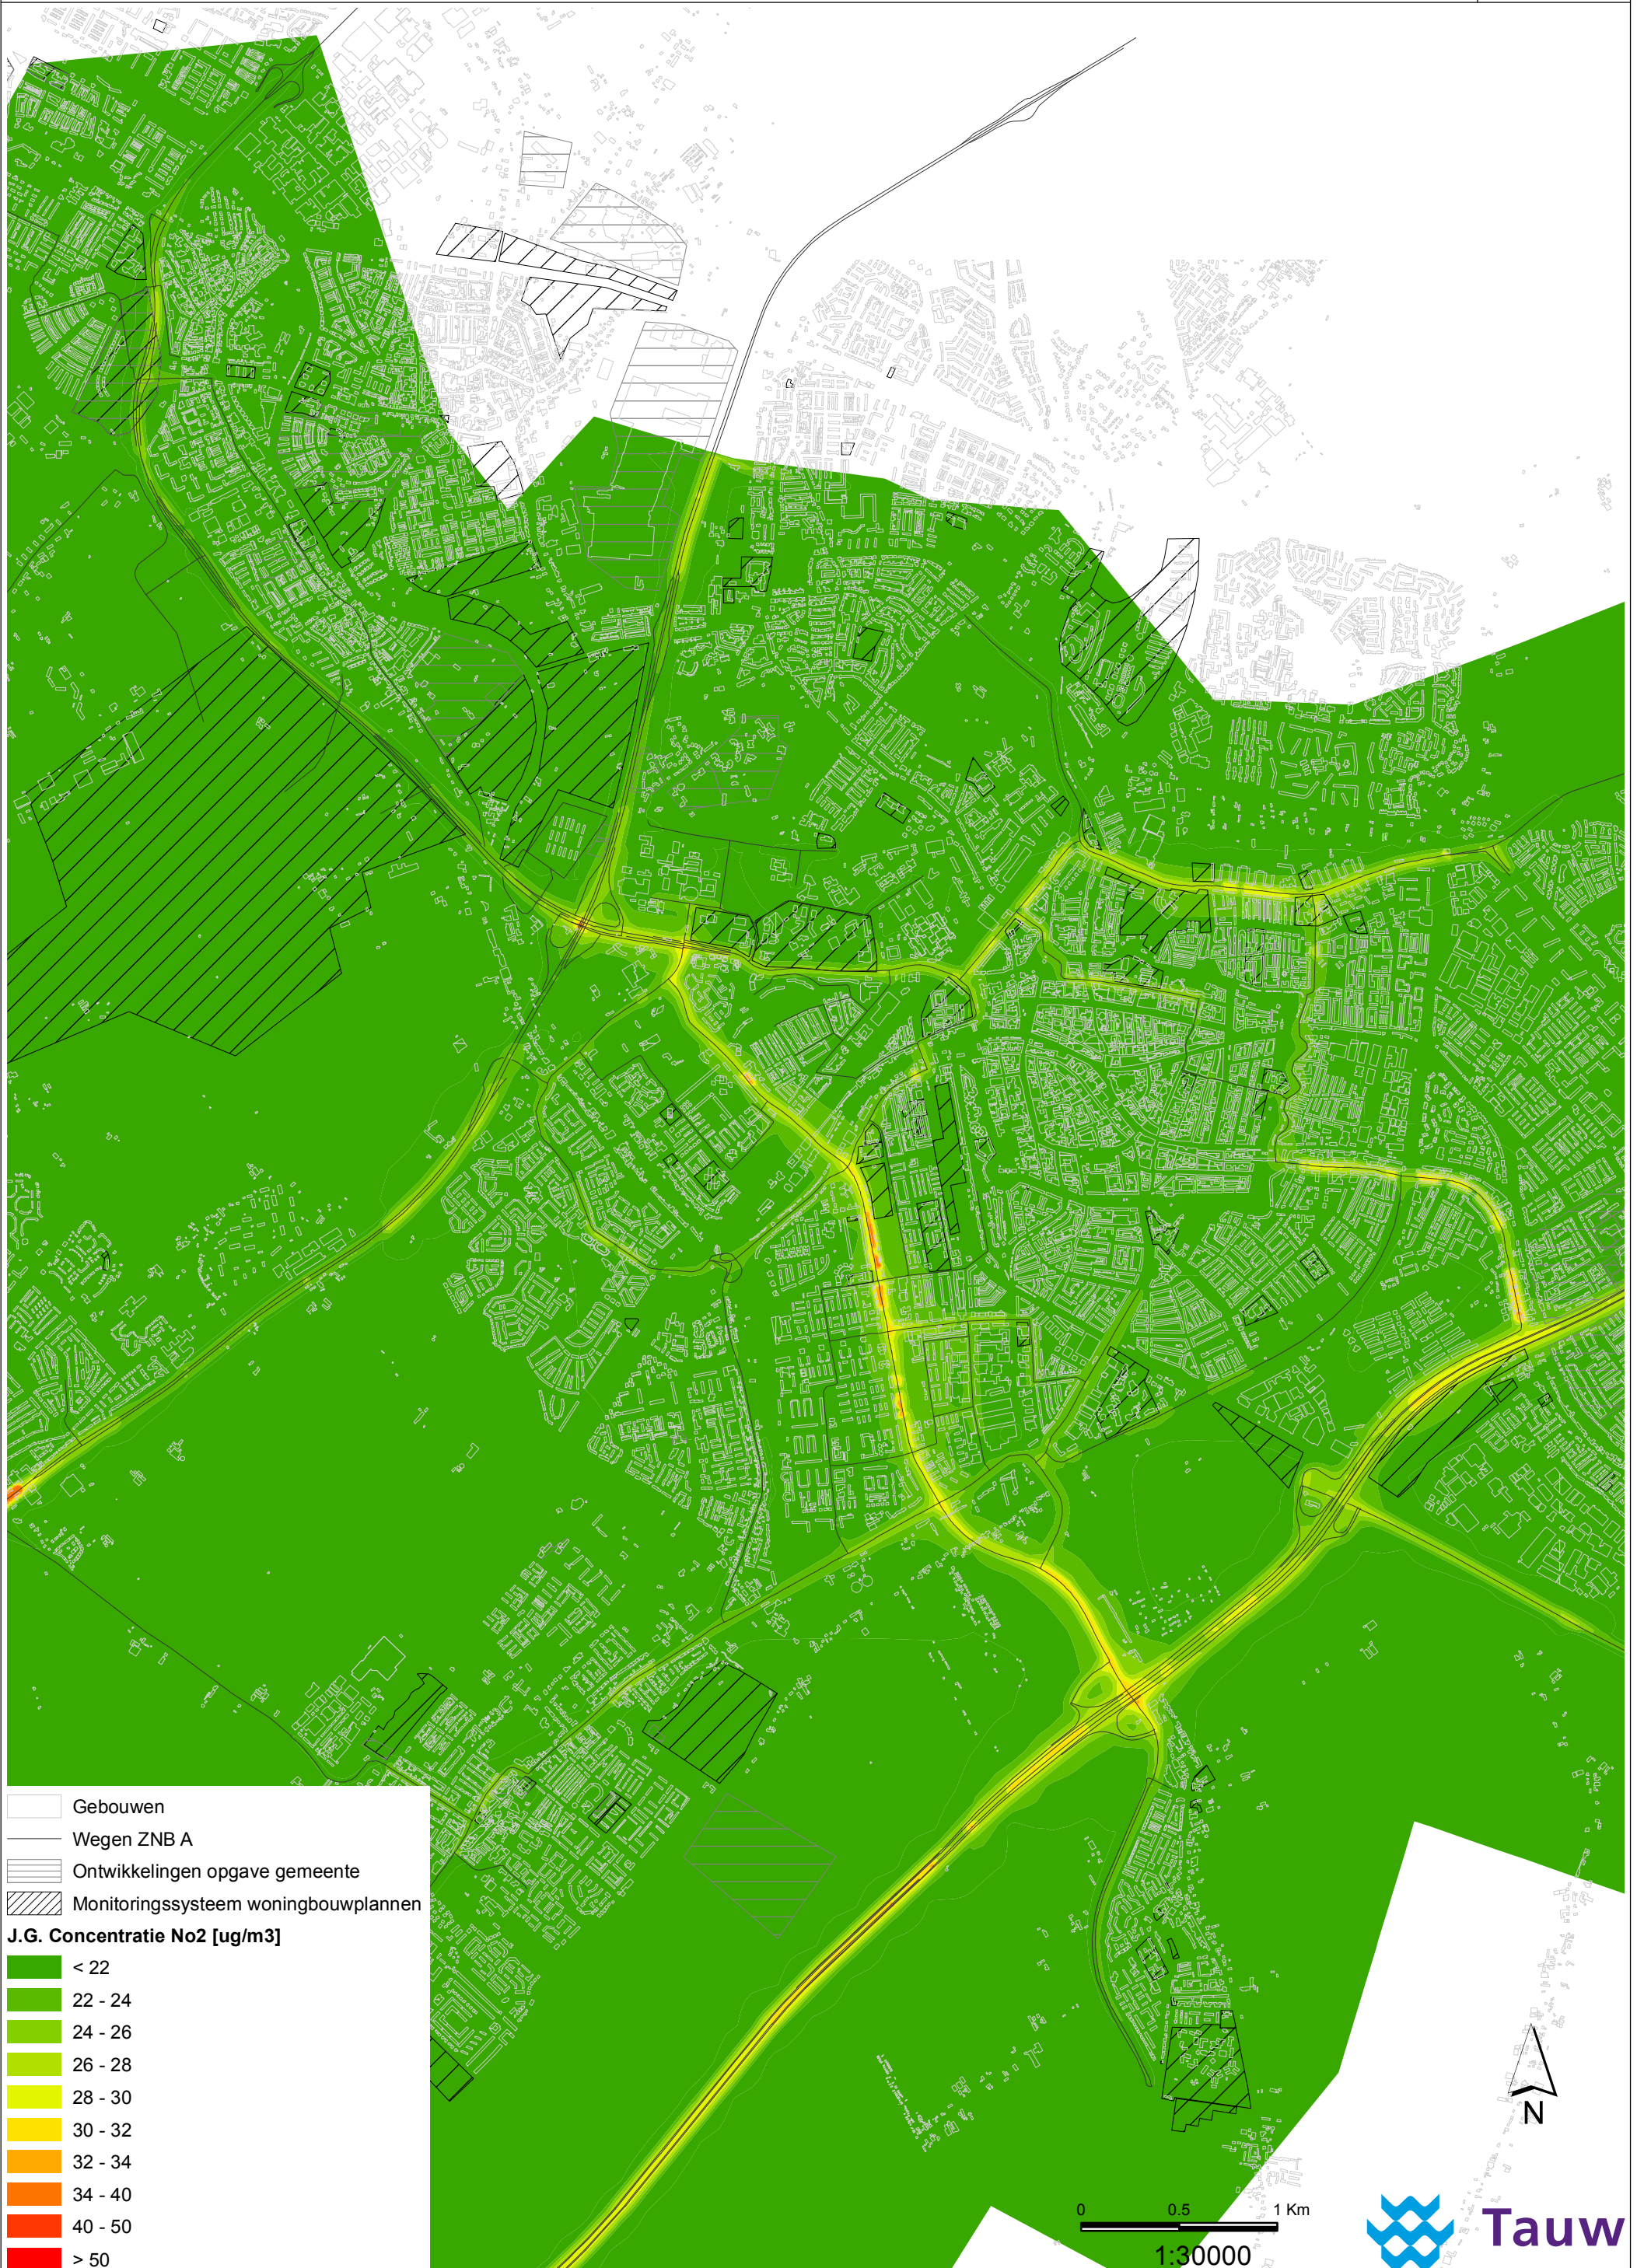 Gebouwen
Wegen ZNB A
Ontwikkelingen opgave gemeente
Monitoringssysteem woningbouwplannen
J.G. Concentratie No2 [ug/m3]
< 22
22 - 24
24 - 26
26 - 28
28 - 30
30 - 32
32 - 34
34 - 40
40 - 50
> 50
N
0 0.5 1 Km
1:30000
Tauw